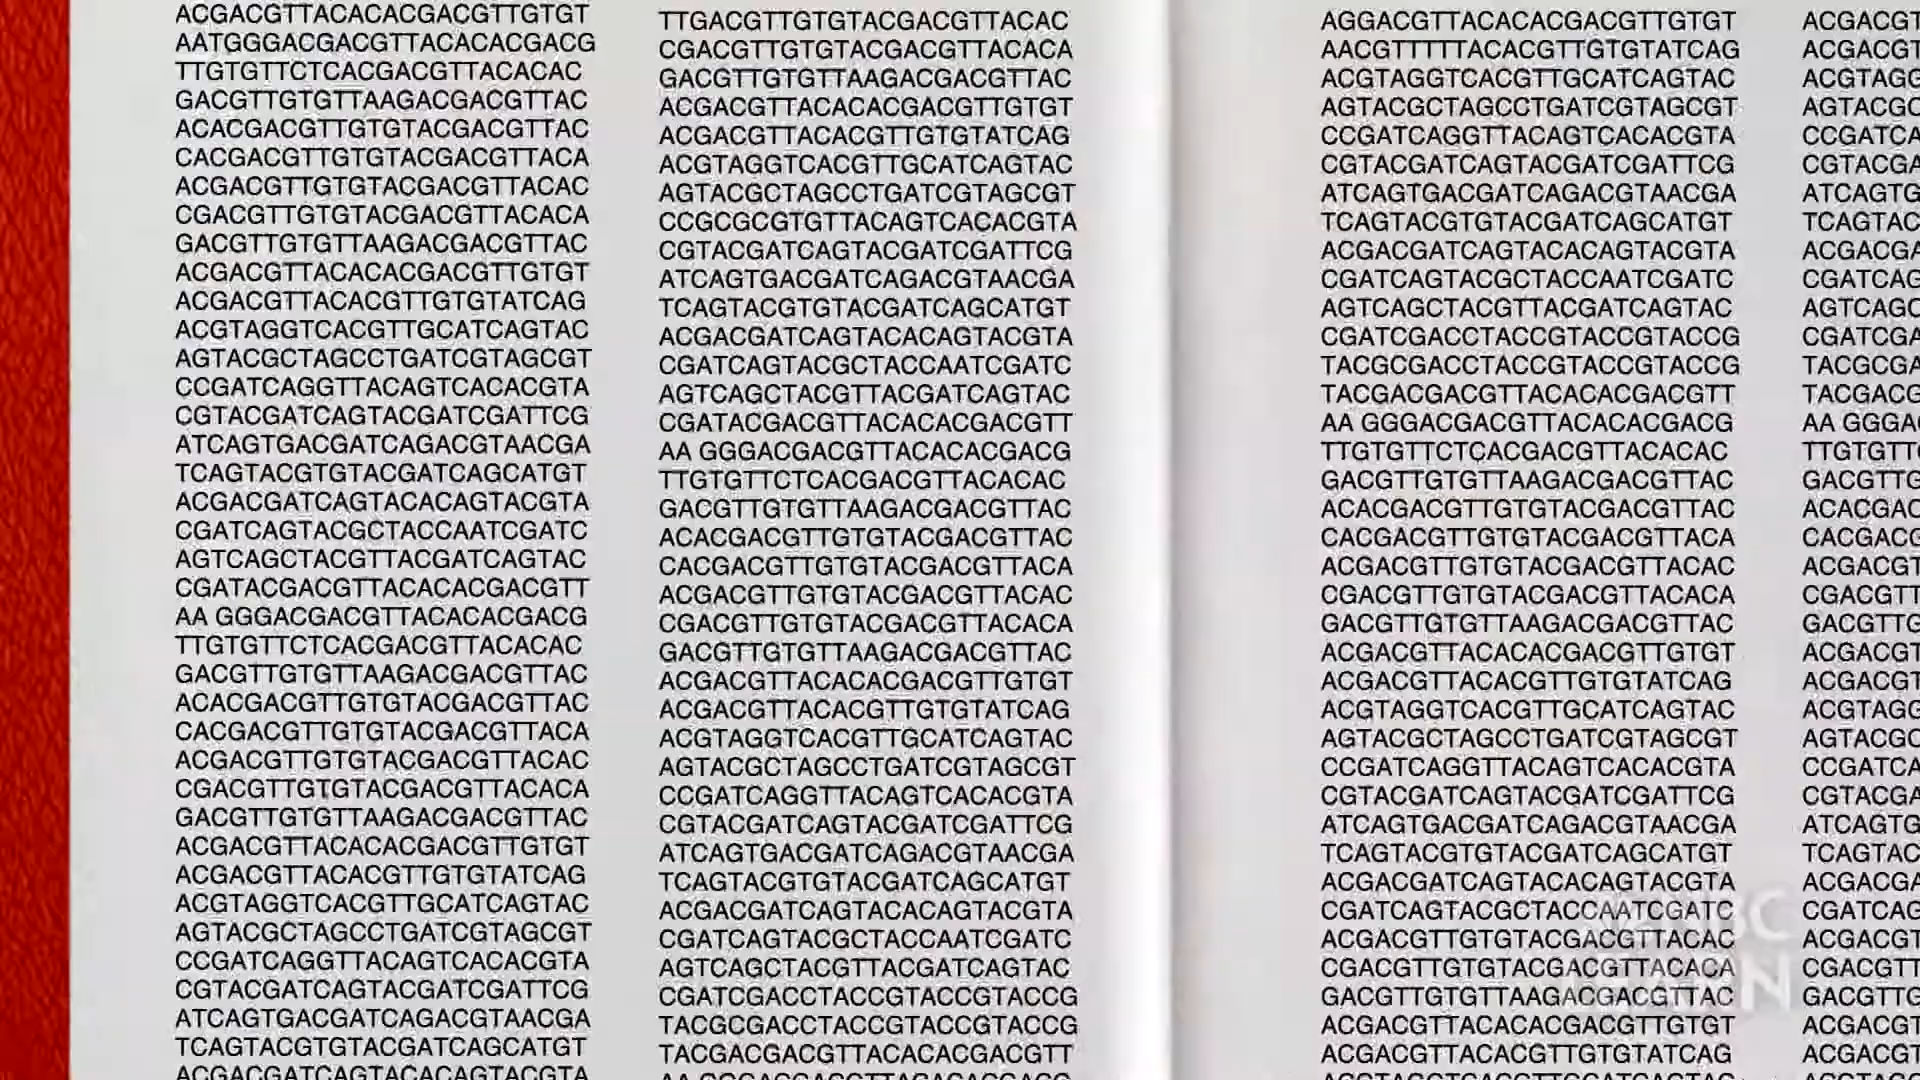 ACGACGTTACACACGACGTTGTGT
AATGGGACGACGTTACACACGACG
TTGTGTTCTCACGACGTTACACAC
GACGTTGTGTTAAGACGACGTTAC
ACACGACGTTGTGTACGACGTTAC
CACGACGTTGTGTACGACGTTACA
ACGACGTTGTGTACGACGTTACAC
CGACGTTGTGTACGACGTTACACA
GACGTTGTGTTAAGACGACGTTAC
ACGACGTTACACACGACGTTGTGT
ACGACGTTACACGTTGTGTATCAG
ACGTAGGTCACGTTGCATCAGTAC
AGTACGCTAGCCTGATCGTAGCGT
CCGATCAGGTTACAGTCACACGTA
CGTACGATCAGTACGATCGATTCG
ATCAGTGACGATCAGACGTAACGA
TCAGTACGTGTACGATCAGCATGT
ACGACGATCAGTACACAGTACGTA
CGATCAGTACGCTACCAATCGATC
AGTCAGCTACGTTACGATCAGTAC
CGATACGACGTTACACACGACGTT
AA GGGACGACGTTACACACGACG
TTGTGTTCTCACGACGTTACACAC
GACGTTGTGTTAAGACGACGTTAC
ACACGACGTTGTGTACGACGTTAC
CACGACGTTGTGTACGACGTTACA
ACGACGTTGTGTACGACGTTACAC
CGACGTTGTGTACGACGTTACACA
GACGTTGTGTTAAGACGACGTTAC
ACGACGTTACACACGACGTTGTGT
ACGACGTTACACGTTGTGTATCAG
ACGTAGGTCACGTTGCATCAGTAC
AGTACGCTAGCCTGATCGTAGCGT
CCGATCAGGTTACAGTCACACGTA
CGTACGATCAGTACGATCGATTCG
ATCAGTGACGATCAGACGTAACGA
TCAGTACGTGTACGATCAGCATGT
ACGACGATCAGTACACAGTACGTA
TTGACGTTGTGTACGACGTTACAC
CGACGTTGTGTACGACGTTACACA
GACGTTGTGTTAAGACGACGTTAC
ACGACGTTACACACGACGTTGTGT
ACGACGTTACACGTTGTGTATCAG
ACGTAGGTCACGTTGCATCAGTAC
AGTACGCTAGCCTGATCGTAGCGT
CCGCGCGTGTTACAGTCACACGTA
CGTACGATCAGTACGATCGATTCG
ATCAGTGACGATCAGACGTAACGA
TCAGTACGTGTACGATCAGCATGT
ACGACGATCAGTACACAGTACGTA
CGATCAGTACGCTACCAATCGATC
AGTCAGCTACGTTACGATCAGTAC
CGATACGACGTTACACACGACGTT
AA GGGACGACGTTACACACGACG
TTGTGTTCTCACGACGTTACACAC
GACGTTGTGTTAAGACGACGTTAC
ACACGACGTTGTGTACGACGTTAC
CACGACGTTGTGTACGACGTTACA
ACGACGTTGTGTACGACGTTACAC
CGACGTTGTGTACGACGTTACACA
GACGTTGTGTTAAGACGACGTTAC
ACGACGTTACACACGACGTTGTGT
ACGACGTTACACGTTGTGTATCAG
ACGTAGGTCACGTTGCATCAGTAC
AGTACGCTAGCCTGATCGTAGCGT
CCGATCAGGTTACAGTCACACGTA
CGTACGATCAGTACGATCGATTCG
ATCAGTGACGATCAGACGTAACGA
TCAGTACGTGTACGATCAGCATGT
ACGACGATCAGTACACAGTACGTA
CGATCAGTACGCTACCAATCGATC
AGTCAGCTACGTTACGATCAGTAC
CGATCGACCTACCGTACCGTACCG
TACGCGACCTACCGTACCGTACCG
TACGACGACGTTACACACGACGTT
AGGACGTTACACACGACGTTGTGT
AACGTTTTTACACGTTGTGTATCAG
ACGTAGGTCACGTTGCATCAGTAC
AGTACGCTAGCCTGATCGTAGCGT
CCGATCAGGTTACAGTCACACGTA
CGTACGATCAGTACGATCGATTCG
ATCAGTGACGATCAGACGTAACGA
TCAGTACGTGTACGATCAGCATGT
ACGACGATCAGTACACAGTACGTA
CGATCAGTACGCTACCAATCGATC
AGTCAGCTACGTTACGATCAGTAC
CGATCGACCTACCGTACCGTACCG
TACGCGACCTACCGTACCGTACCG
TACGACGACGTTACACACGACGTT
AA GGGACGACGTTACACACGACG
TTGTGTTCTCACGACGTTACACAC
GACGTTGTGTTAAGACGACGTTAC
ACACGACGTTGTGTACGACGTTAC
CACGACGTTGTGTACGACGTTACA
ACGACGTTGTGTACGACGTTACAC
CGACGTTGTGTACGACGTTACACA
GACGTTGTGTTAAGACGACGTTAC
ACGACGTTACACACGACGTTGTGT
ACGACGTTACACGTTGTGTATCAG
ACGTAGGTCACGTTGCATCAGTAC
AGTACGCTAGCCTGATCGTAGCGT
CCGATCAGGTTACAGTCACACGTA
CGTACGATCAGTACGATCGATTCG
ATCAGTGACGATCAGACGTAACGA
TCAGTACGTGTACGATCAGCATGT
ACGACGATCAGTACACAGTACGTA
CGATCAGTACGCTACCAATCGATC
ACGACGTTGTGTACGACGTTACAC
CGACGTTGTGTACGACGTTACACA
GACGTTGTGTTAAGACGACGTTAC
ACGACGTTACACACGACGTTGTGT
ACGACGTTACACGTTGTGTATCAG
NBC
LEARN